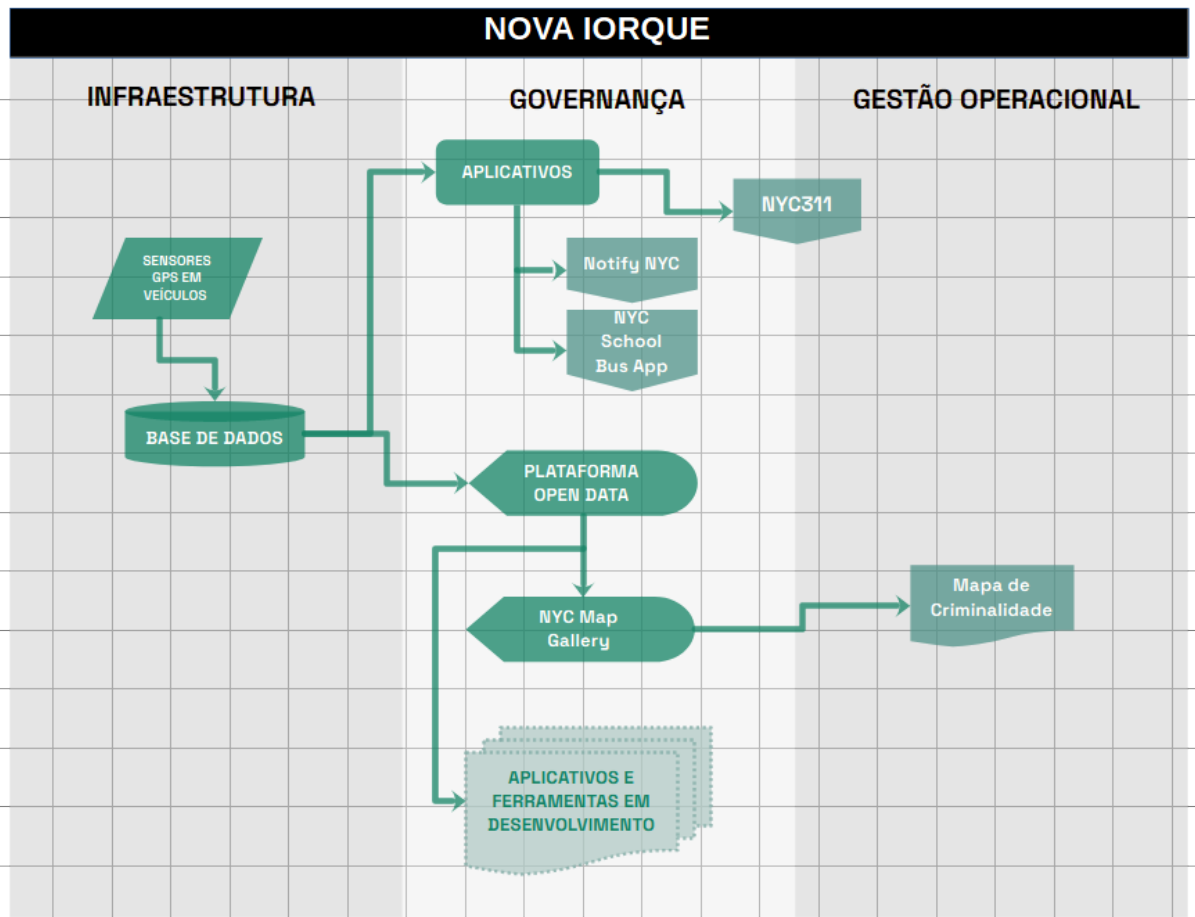 NOVA IORQUE
INFRAESTRUTURA
GOVERNANÇA
GESTÃO OPERACIONAL
APLICATIVOS
NYC311
SENSORES
GPS EM
VEÍCULOS
Notify NYC
NYC
School
Bus App
BASE DE DADOS
PLATAFORMA
OPEN DATA
NYC Map
Gallery
Mapa de
Criminalidade
APLICATIVOS E
FERRAMENTAS EM
DESENVOLVIMENTO